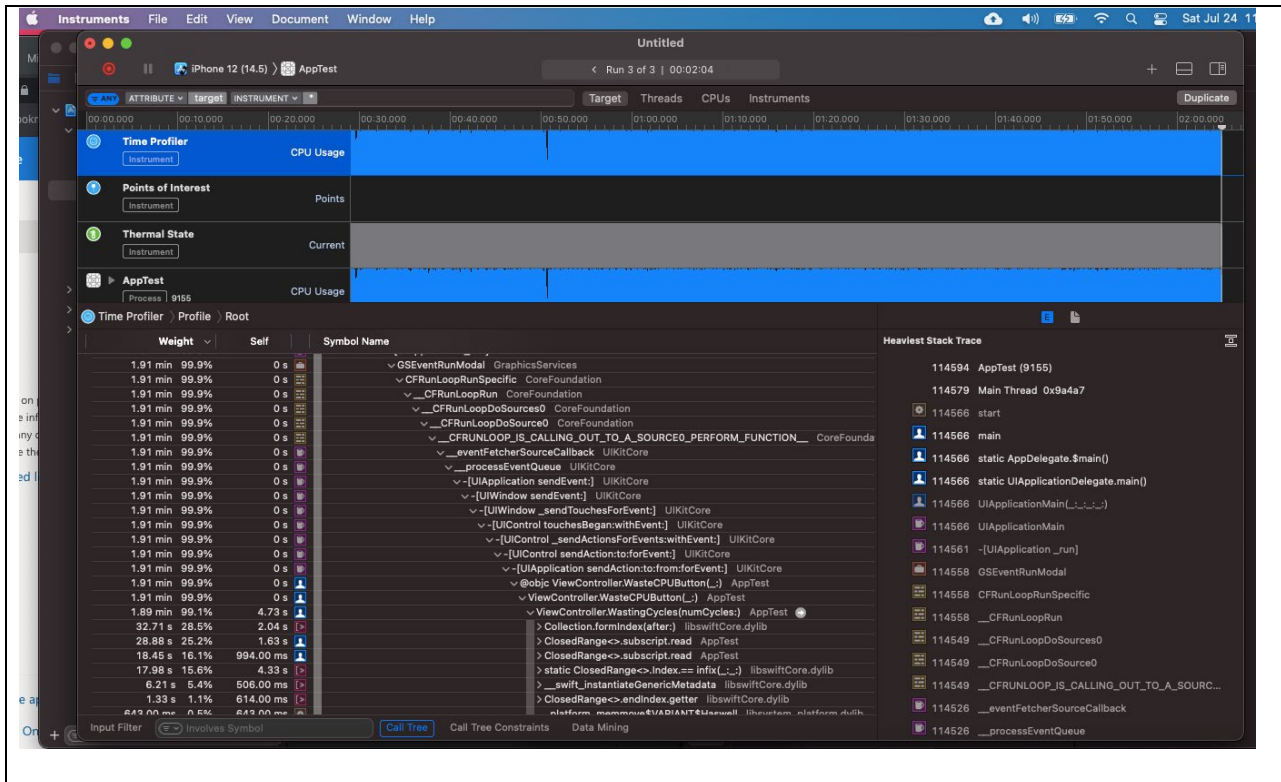 Instruments File Edit View Document Window Help Sat Jul 24 11
Untitled
iPhone 12 (14.5) 〉 AppTest
< Run 3 of 3 | 00:02:04
ANY ATTRIBUTE target INSTRUMENT *
Target Threads CPUs Instruments
Duplicate
00:00.000 00:10.000 00:20.000 00:30.000 00:40.000 00:50.000 01:00.000 01:10.000 01:20.000 01:30.000 01:40.000 01:50.000 02:00.000
Time Profiler
Instrument
CPU Usage
Points of Interest
Instrument
Points
Thermal State
Instrument
Current
AppTest
Process 9155
CPU Usage
Time Profiler 〉 Profile 〉 Root
Weight Self Symbol Name
1.91 min 99.9% 0 s GSEventRunModal GraphicsServices
1.91 min 99.9% 0 s CFRunLoopRunSpecific CoreFoundation
1.91 min 99.9% 0 s __CFRunLoopRun CoreFoundation
1.91 min 99.9% 0 s __CFRunLoopDoSources0 CoreFoundation
1.91 min 99.9% 0 s __CFRunLoopDoSource0 CoreFoundation
1.91 min 99.9% 0 s __CFRUNLOOP_IS_CALLING_OUT_TO_A_SOURCE0_PERFORM_FUNCTION__ CoreFounda
1.91 min 99.9% 0 s __eventFetcherSourceCallback UIKitCore
1.91 min 99.9% 0 s __processEventQueue UIKitCore
1.91 min 99.9% 0 s -[UIApplication sendEvent:] UIKitCore
1.91 min 99.9% 0 s -[UIWindow sendEvent:] UIKitCore
1.91 min 99.9% 0 s -[UIWindow _sendTouchesForEvent:] UIKitCore
1.91 min 99.9% 0 s -[UIControl touchesBegan:withEvent:] UIKitCore
1.91 min 99.9% 0 s -[UIControl _sendActionsForEvents:withEvent:] UIKitCore
1.91 min 99.9% 0 s -[UIControl sendAction:to:forEvent:] UIKitCore
1.91 min 99.9% 0 s -[UIApplication sendAction:to:from:forEvent:] UIKitCore
1.91 min 99.9% 0 s @objc ViewController.WasteCPUButton(_:) AppTest
1.91 min 99.9% 0 s ViewController.WasteCPUButton(_:) AppTest
1.89 min 99.1% 4.73 s ViewController.WastingCycles(numCycles:) AppTest
32.71 s 28.5% 2.04 s Collection.formIndex(after:) libswiftCore.dylib
28.88 s 25.2% 1.63 s ClosedRange<>.subscript.read AppTest
18.45 s 16.1% 994.00 ms ClosedRange<>.subscript.read AppTest
17.98 s 15.6% 4.33 s static ClosedRange<>.Index.== infix(_:_:) libswiftCore.dylib
6.21 s 5.4% 506.00 ms __swift_instantiateGenericMetadata libswiftCore.dylib
1.33 s 1.1% 614.00 ms ClosedRange<>.endIndex.getter libswiftCore.dylib
643.00 ms 0.5% 643.00 ms _platform_memmove$VARIANT$Haswell libsystem_platform.dylib
Input Filter Involves Symbol Call Tree Call Tree Constraints Data Mining
E
Heaviest Stack Trace
114594 AppTest (9155)
114579 Main Thread 0x9a4a7
114566 start
114566 main
114566 static AppDelegate.$main()
114566 static UIApplicationDelegate.main()
114566 UIApplicationMain(_:_:_:_:)
114566 UIApplicationMain
114561 -[UIApplication _run]
114558 GSEventRunModal
114558 CFRunLoopRunSpecific
114558 __CFRunLoopRun
114549 __CFRunLoopDoSources0
114549 __CFRunLoopDoSource0
114549 __CFRUNLOOP_IS_CALLING_OUT_TO_A_SOURC...
114526 __eventFetcherSourceCallback
114526 __processEventQueue